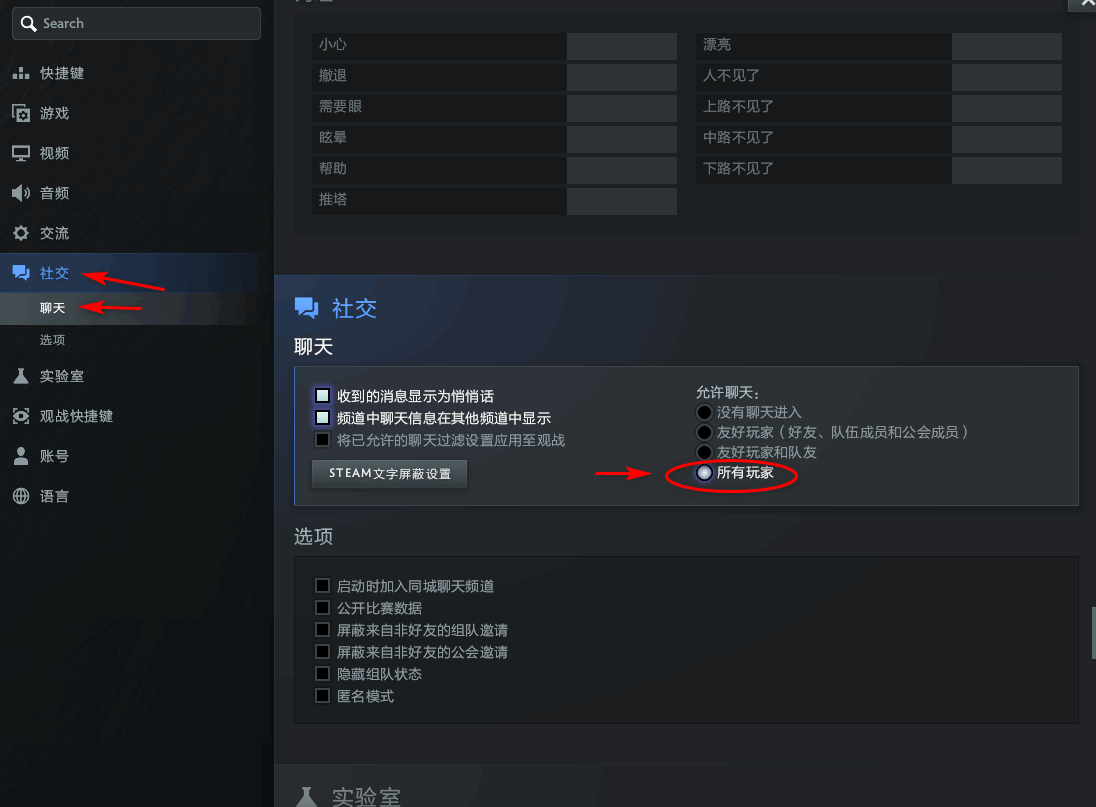 Search
快捷键
游戏
视频
音频
交流
社交
聊天
选项
实验室
观战快捷键
账号
语言
小心
撤退
需要眼
眩晕
帮助
推塔
漂亮
人不见了
上路不见了
中路不见了
下路不见了
社交
聊天
收到的消息显示为悄悄话
频道中聊天信息在其他频道中显示
将已允许的聊天过滤设置应用至观战
STEAM文字屏蔽设置
允许聊天：
没有聊天进入
友好玩家（好友、队伍成员和公会成员）
友好玩家和队友
所有玩家
选项
启动时加入同城聊天频道
公开比赛数据
屏蔽来自非好友的组队邀请
屏蔽来自非好友的公会邀请
隐藏组队状态
匿名模式
实验室